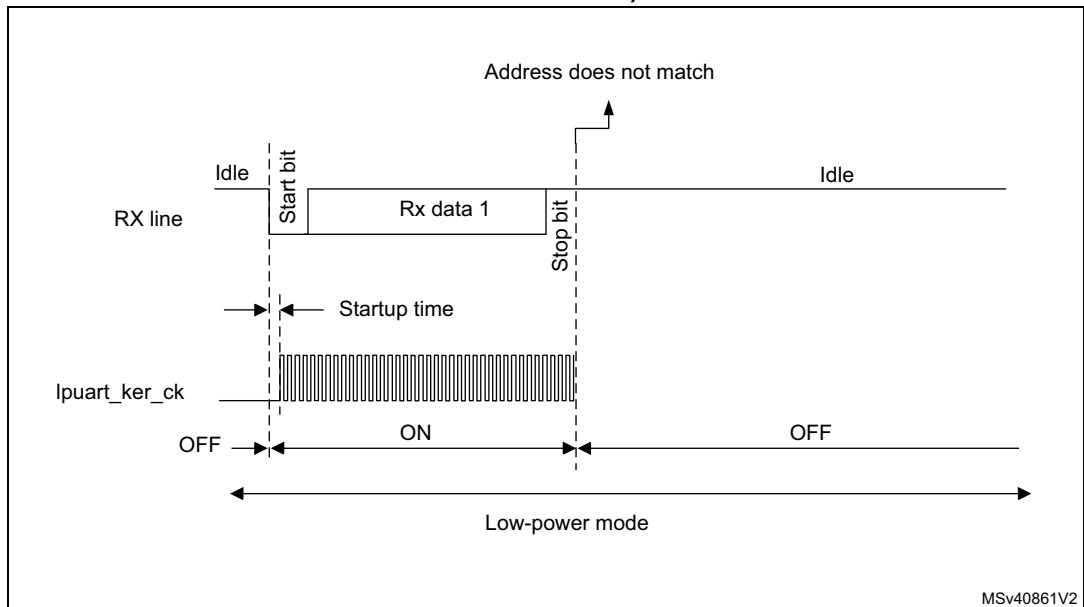 Address does not match
Idle
Start bit
Rx data 1
Stop bit
Idle
RX line
Startup time
lpuart_ker_ck
OFF
ON
OFF
Low-power mode
MSv40861V2